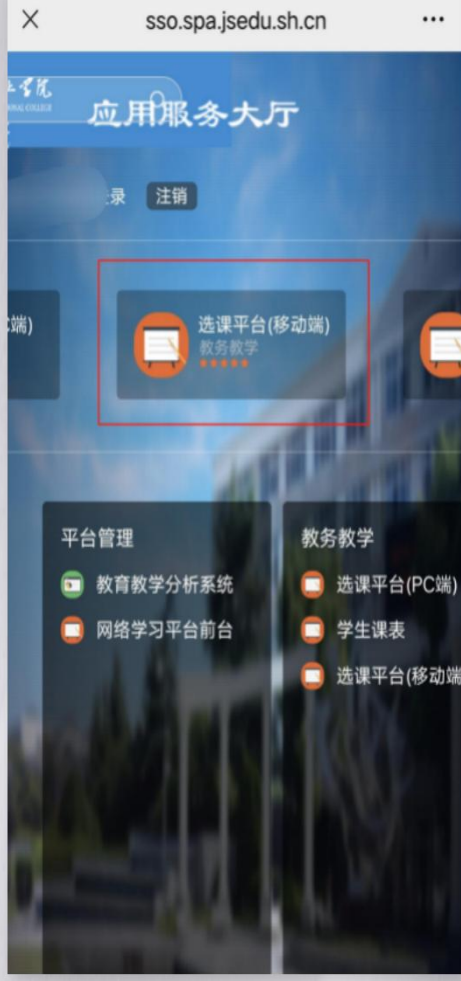 sso.spa.jsedu.sh.cn
应用服务大厅
录 注销
端)
选课平台(移动端)
教务教学
平台管理
教育教学分析系统
网络学习平台前台
教务教学
选课平台(PC端)
学生课表
选课平台(移动端